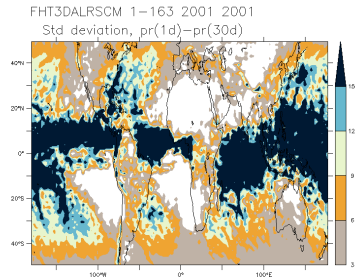 FHT3DALRSCM 1-163 2001 2001
Std deviation, pr(1d)-pr(30d)
40°N
20°N
0°
20°S
40°S
100°W
0°
100°E
15
12
9
6
3